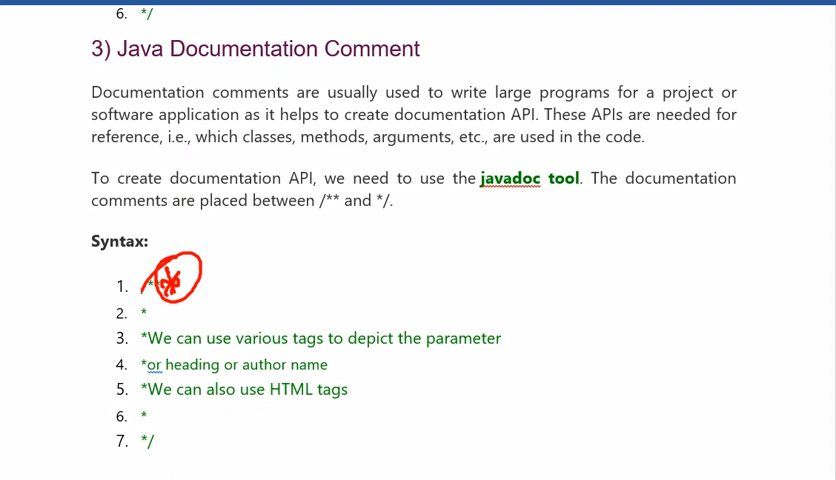 6. */
3) Java Documentation Comment
Documentation comments are usually used to write large programs for a project or
software application as it helps to create documentation API. These APIs are needed for
reference, i.e., which classes, methods, arguments, etc., are used in the code.
To create documentation API, we need to use the javadoc tool. The documentation
comments are placed between /** and */.
Syntax:
1.
2. *
3. *We can use various tags to depict the parameter
4. *or heading or author name
5. *We can also use HTML tags
6. *
7. */